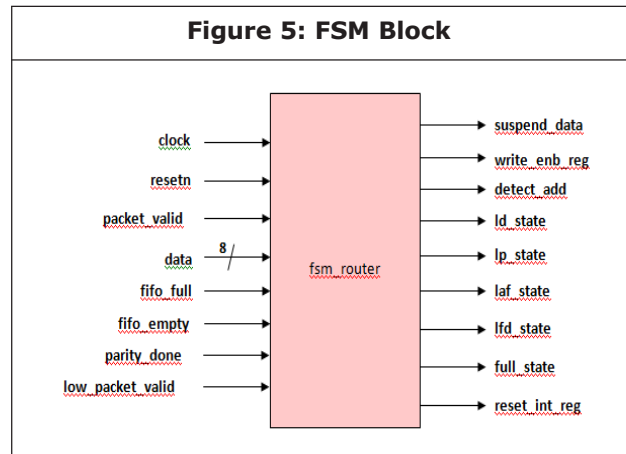 Figure 5: FSM Block
clock
resetn
packet_valid
data
8
fifo_full
fifo_empty
parity_done
low_packet_valid
fsm_router
suspend_data
write_enb_reg
detect_add
ld_state
lp_state
laf_state
lfd_state
full_state
reset_int_reg